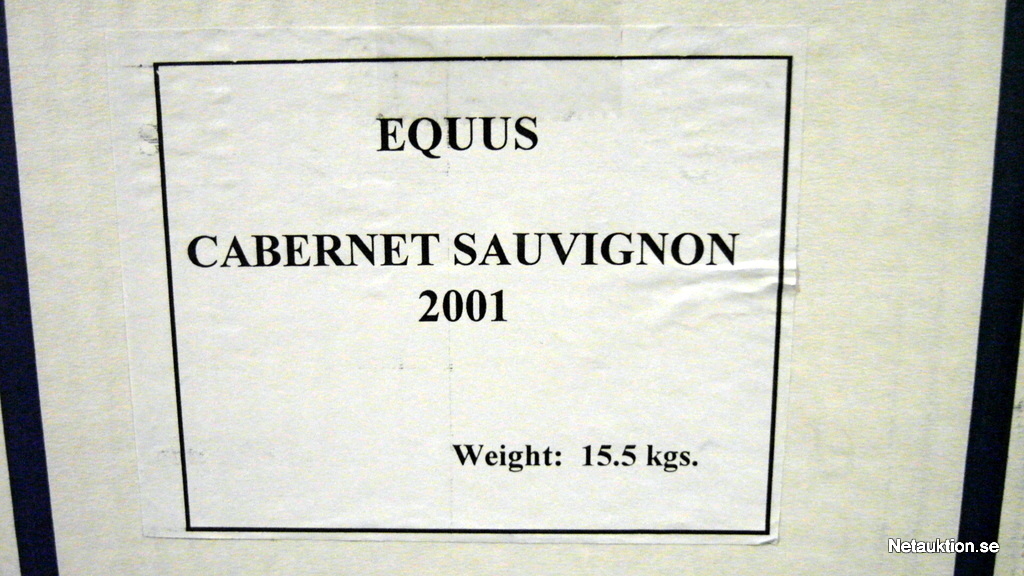 EQUUS
CABERNET SAUVIGNON
2001
Weight: 15.5 kgs.
Netauktion.se